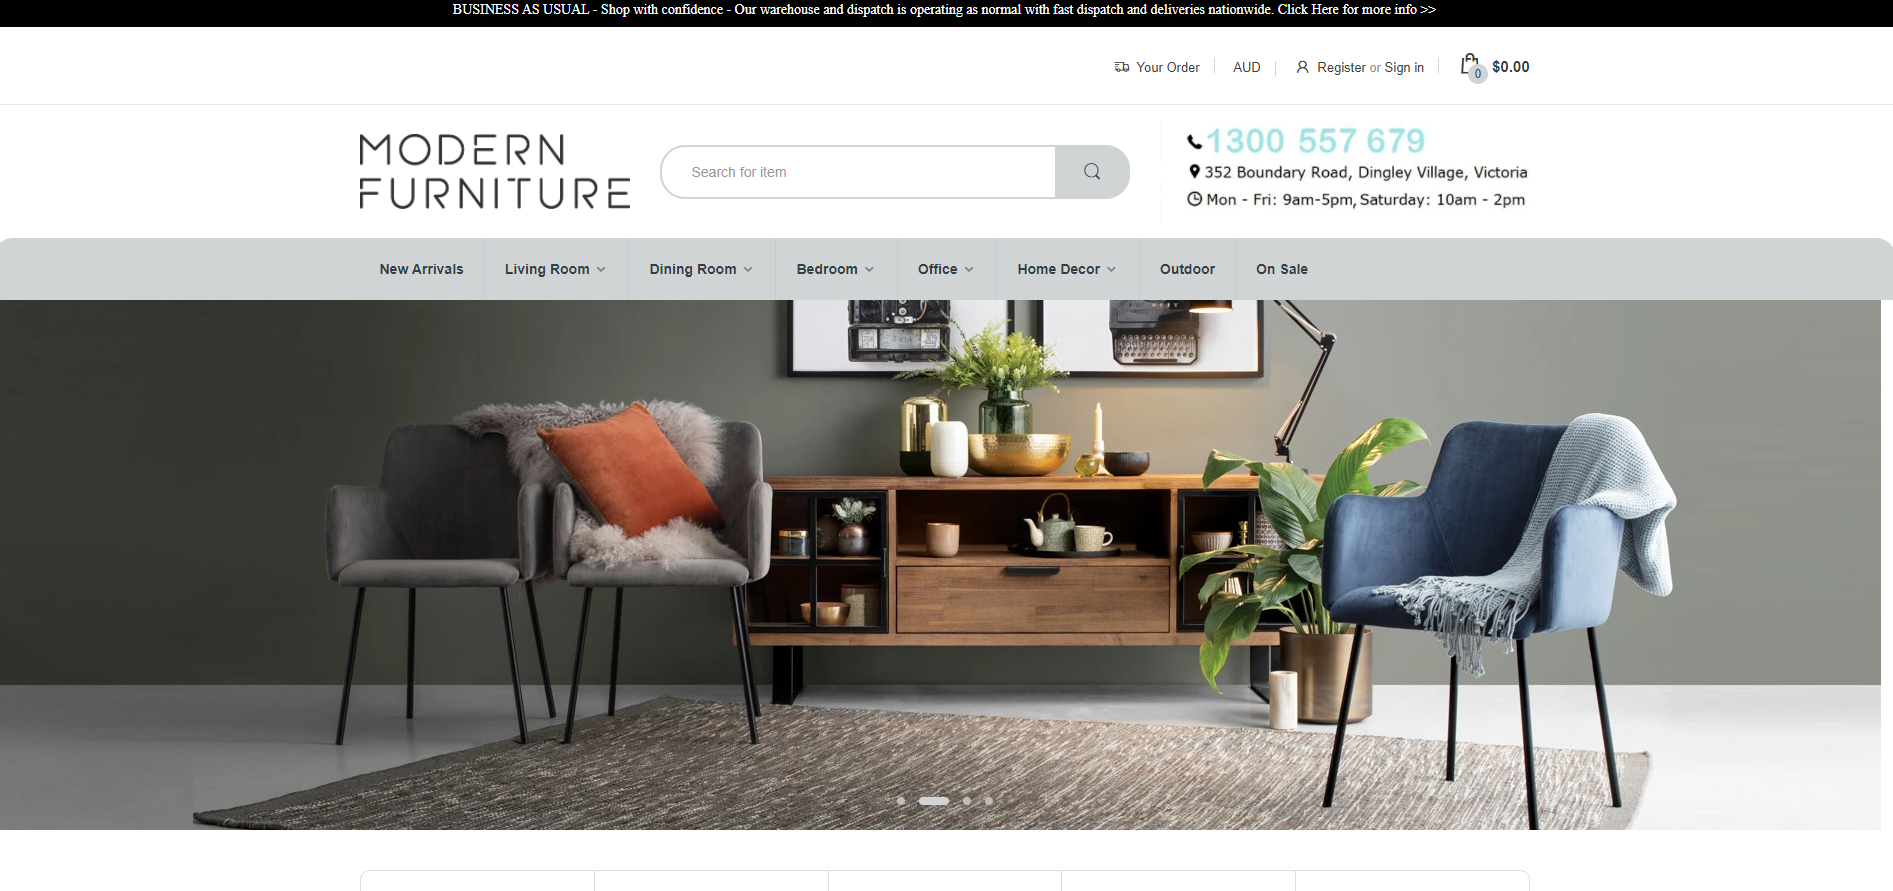 BUSINESS AS USUAL - Shop with confidence - Our warehouse and dispatch is operating as normal with fast dispatch and deliveries nationwide. Click Here for more info >>
Your Order AUD Register or Sign in 0 $0.00
MODERN
FURNITURE
Search for item
1300 557 679
352 Boundary Road, Dingley Village, Victoria
Mon - Fri: 9am-5pm, Saturday: 10am - 2pm
New Arrivals Living Room Dining Room Bedroom Office Home Decor Outdoor On Sale